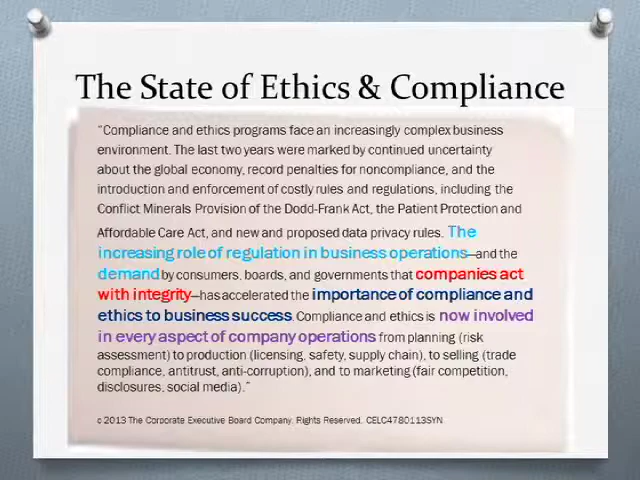 The State of Ethics & Compliance
"Compliance and ethics programs face an increasingly complex business
environment. The last two years were marked by continued uncertainty
about the global economy, record penalties for noncompliance, and the
introduction and enforcement of costly rules and regulations, including the
Conflict Minerals Provision of the Dodd-Frank Act, the Patient Protection and
Affordable Care Act, and new and proposed data privacy rules. The
increasing role of regulation in business operations—and the
demand by consumers, boards, and governments that companies act
with integrity—has accelerated the importance of compliance and
ethics to business success. Compliance and ethics is now involved
in every aspect of company operations from planning (risk
assessment) to production (licensing, safety, supply chain), to selling (trade
compliance, antitrust, anti-corruption), and to marketing (fair competition,
disclosures, social media)."
c 2013 The Corporate Executive Board Company. Rights Reserved. CELC4780113SYN